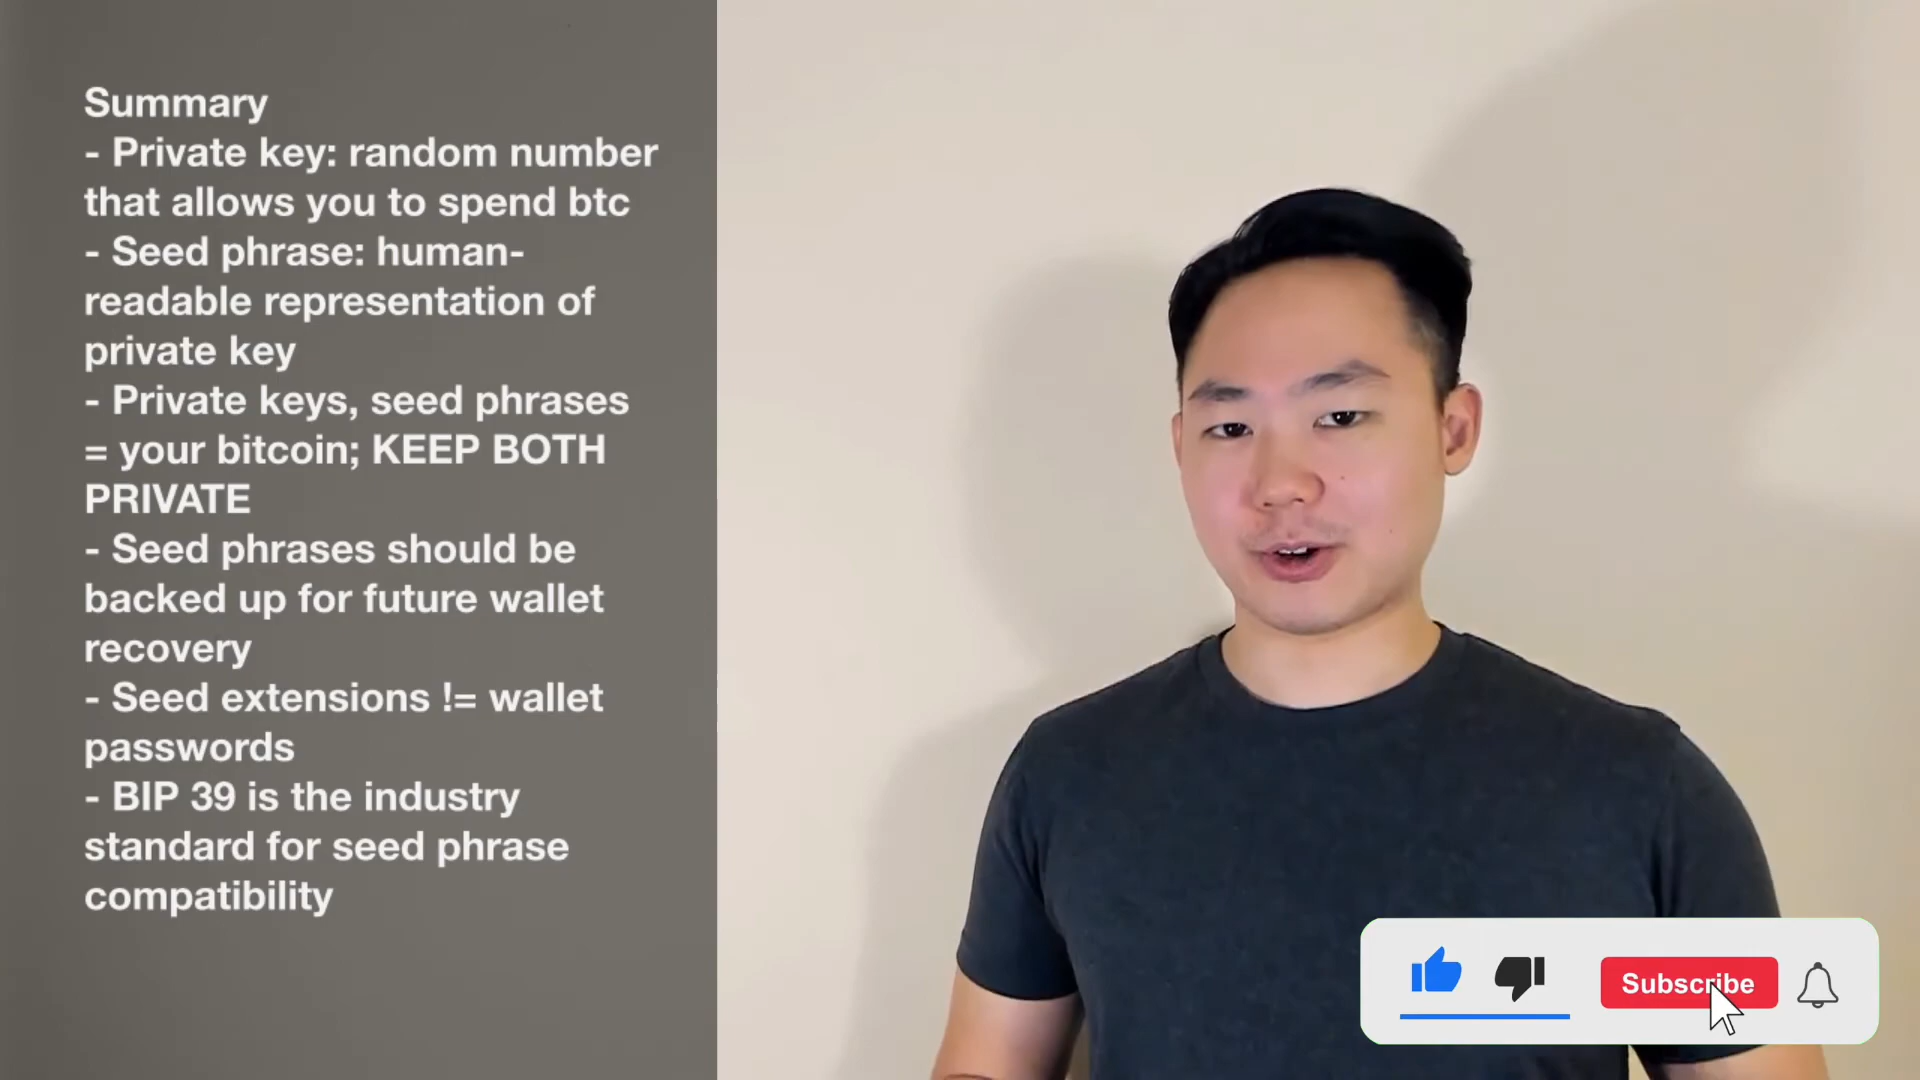 Summary
- Private key: random number
that allows you to spend btc
- Seed phrase: human-
readable representation of
private key
- Private keys, seed phrases
= your bitcoin; KEEP BOTH
PRIVATE
- Seed phrases should be
backed up for future wallet
recovery
- Seed extensions != wallet
passwords
- BIP 39 is the industry
standard for seed phrase
compatibility
Subscribe